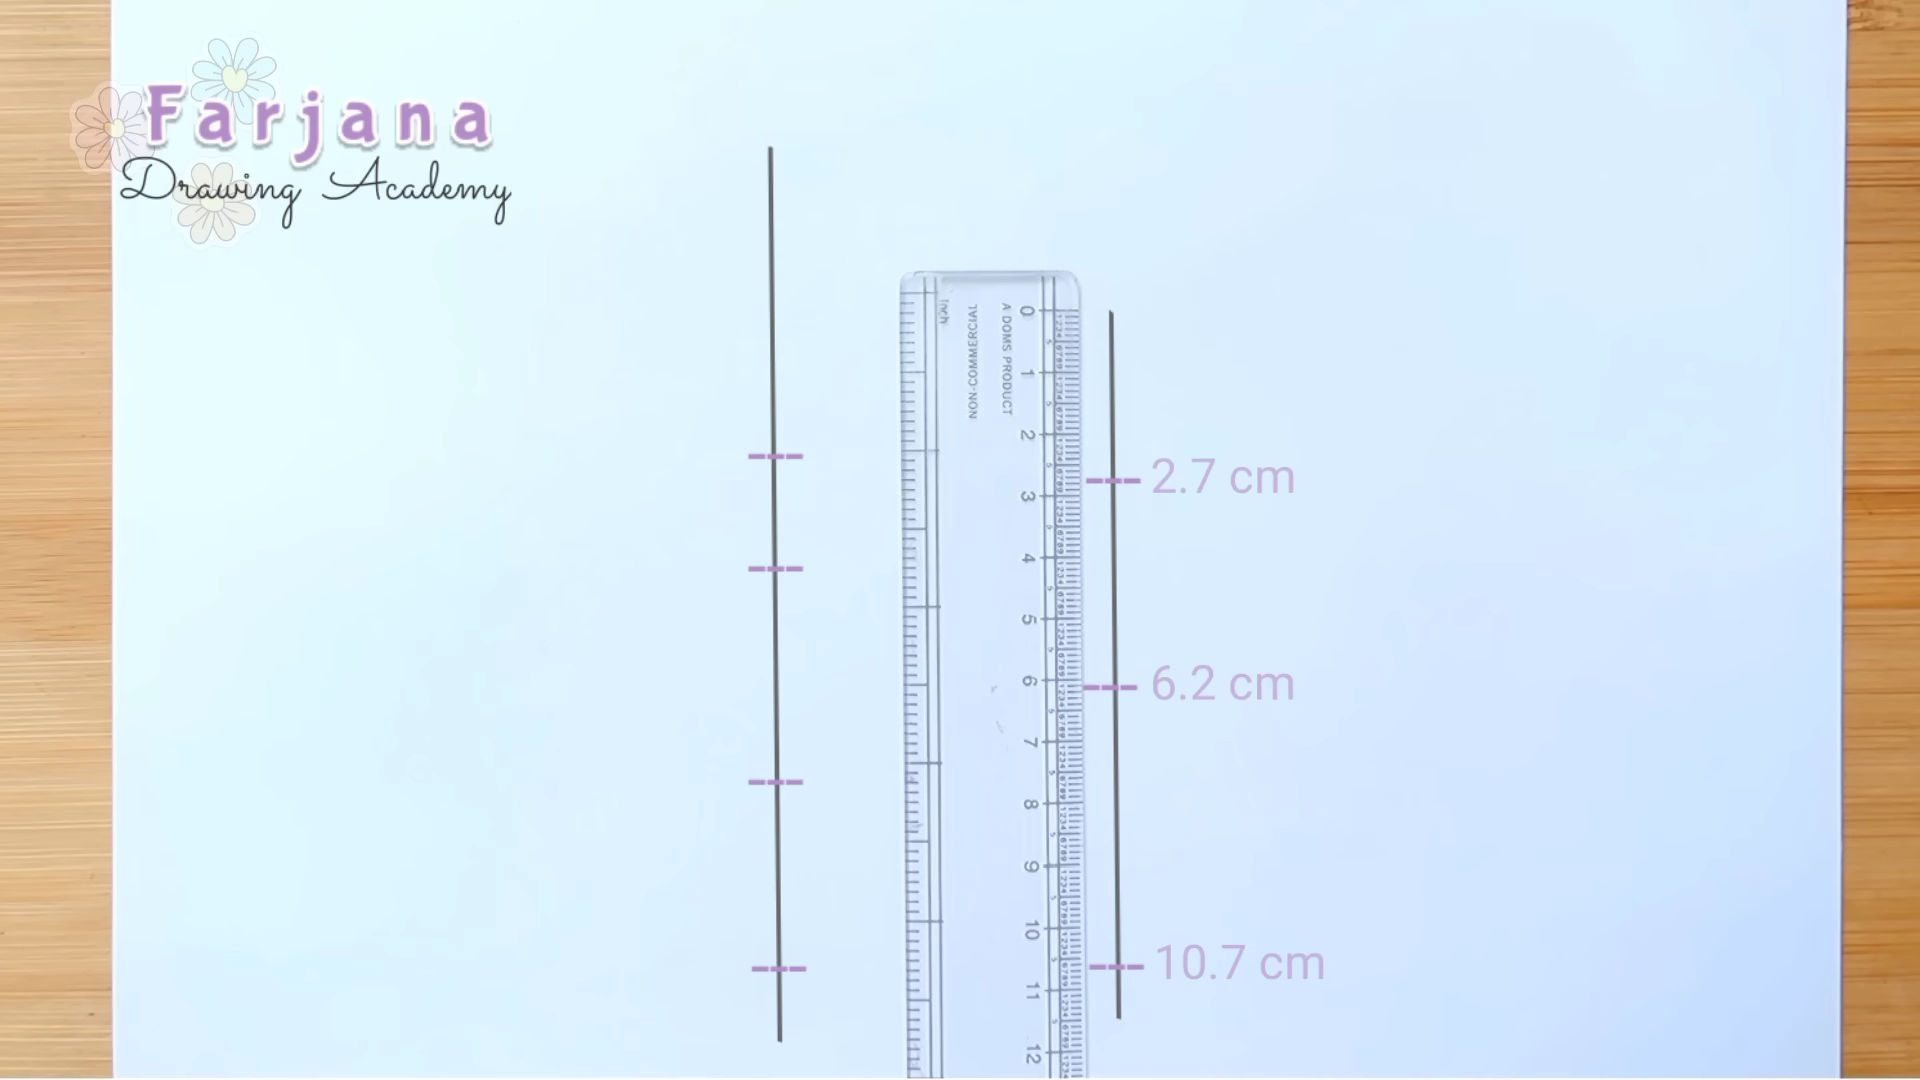 Farjana
Drawing Academy
Inch
NON-COMMERCIAL
A DOMS PRODUCT
0
1
2
3
4
5
6
7
8
9
10
11
12
2.7 cm
6.2 cm
10.7 cm